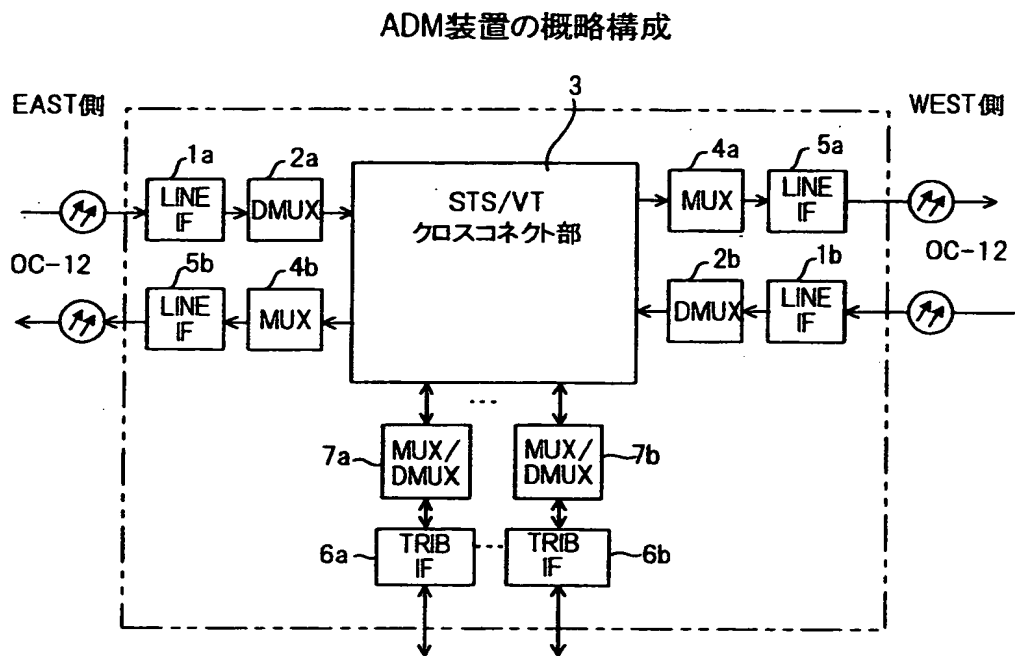 ADM装置の概略構成
EAST側
WEST側
3
1a
2a
4a
5a
LINE
IF
DMUX
STS/VT
クロスコネクト部
MUX
LINE
IF
OC-12
OC-12
5b
4b
2b
1b
LINE
IF
MUX
DMUX
LINE
IF
...
7a
MUX/
DMUX
MUX/
DMUX
7b
6a
TRIB
IF
TRIB
IF
6b